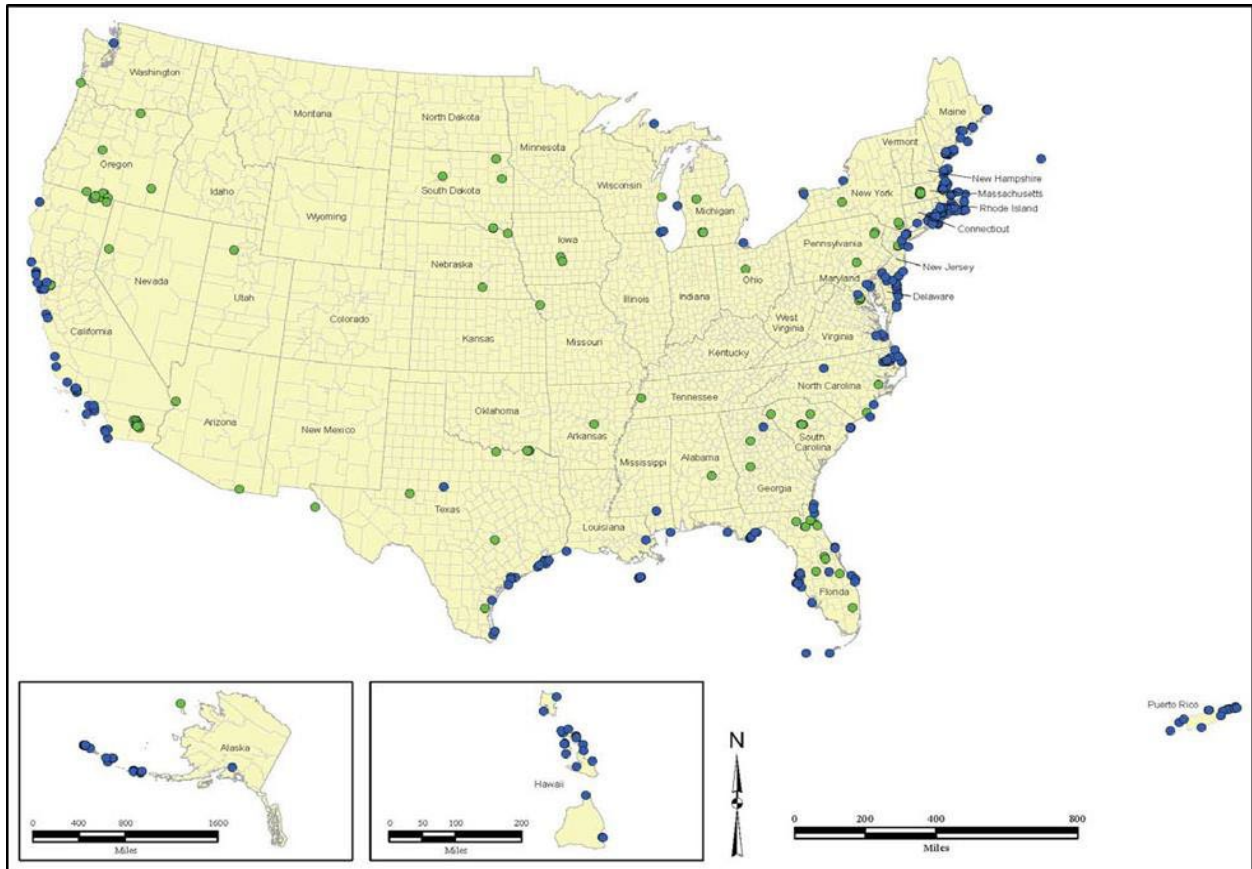 Washington
Montana
North Dakota
Minnesota
Maine
Vermont
Oregon
Idaho
South Dakota
Wisconsin
Michigan
New York
New Hampshire
Massachusetts
Rhode Island
Connecticut
Wyoming
Iowa
Nebraska
Pennsylvania
New Jersey
Nevada
Utah
Illinois
Indiana
Ohio
Maryland
Delaware
California
Colorado
Kansas
Missouri
West
Virginia
Virginia
Kentucky
North Carolina
Tennessee
Arizona
New Mexico
Oklahoma
Arkansas
South
Carolina
Mississippi
Alabama
Georgia
Texas
Louisiana
Florida
Puerto Rico
Alaska
0 400 800 1600
Miles
Hawaii
0 50 100 200
Miles
N
0 200 400 800
Miles